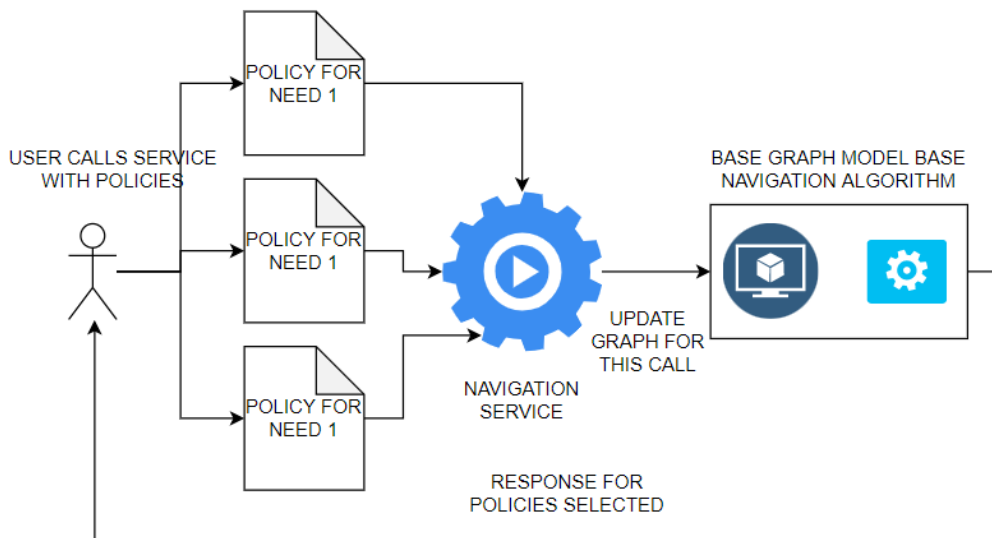 POLICY FOR
NEED 1
USER CALLS SERVICE
WITH POLICIES
BASE GRAPH MODEL BASE
NAVIGATION ALGORITHM
POLICY FOR
NEED 1
UPDATE
GRAPH FOR
THIS CALL
NAVIGATION
SERVICE
POLICY FOR
NEED 1
RESPONSE FOR
POLICIES SELECTED